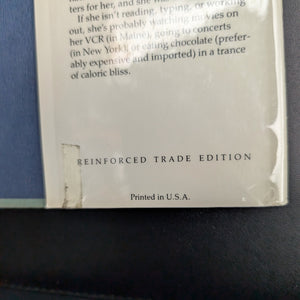 ters for her, and she was
If she isn't reading, typing, or working
out, she's probably watching movies on
her VCR (in Maine), going to concerts
(in New York), or eating chocolate (prefer-
ably expensive and imported) in a trance
of caloric bliss.
REINFORCED TRADE EDITION
Printed in U.S.A.